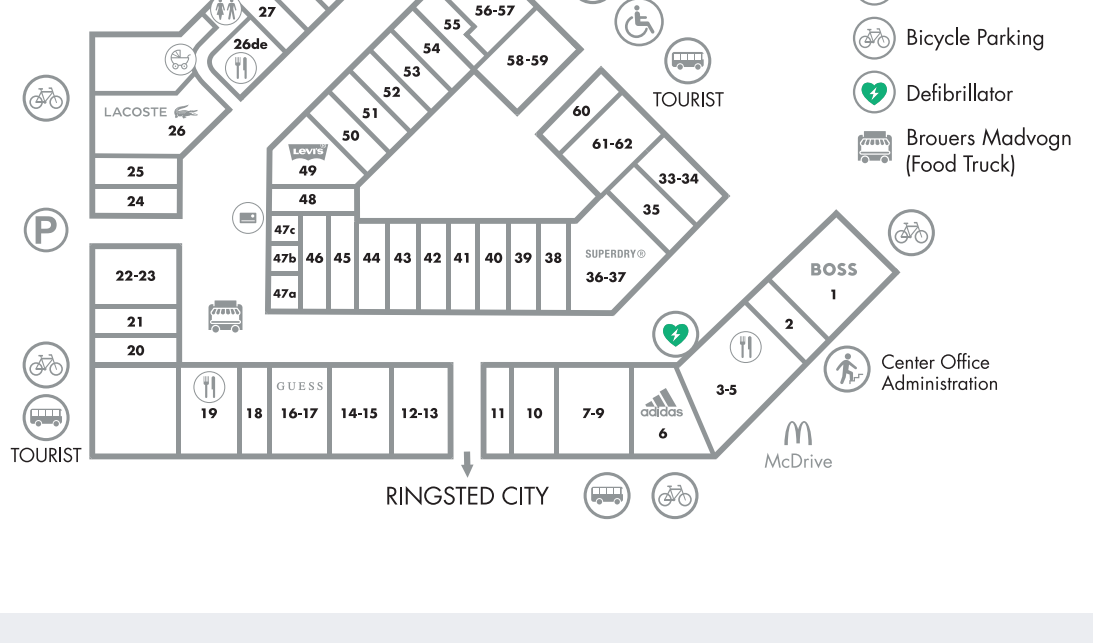 27
26de
LACOSTE
26
25
24
P
22-23
21
20
TOURIST
19
18
GUESS
16-17
14-15
12-13
11
10
7-9
adidas
6
3-5
2
BOSS
1
RINGSTED CITY
McDrive
Center Office
Administration
56-57
55
54
53
52
51
50
LEVI'S
49
48
47c
47b
47a
46
45
44
43
42
41
40
39
38
SUPERDRY®
36-37
35
33-34
61-62
60
58-59
TOURIST
Bicycle Parking
Defibrillator
Brouers Madvogn
(Food Truck)